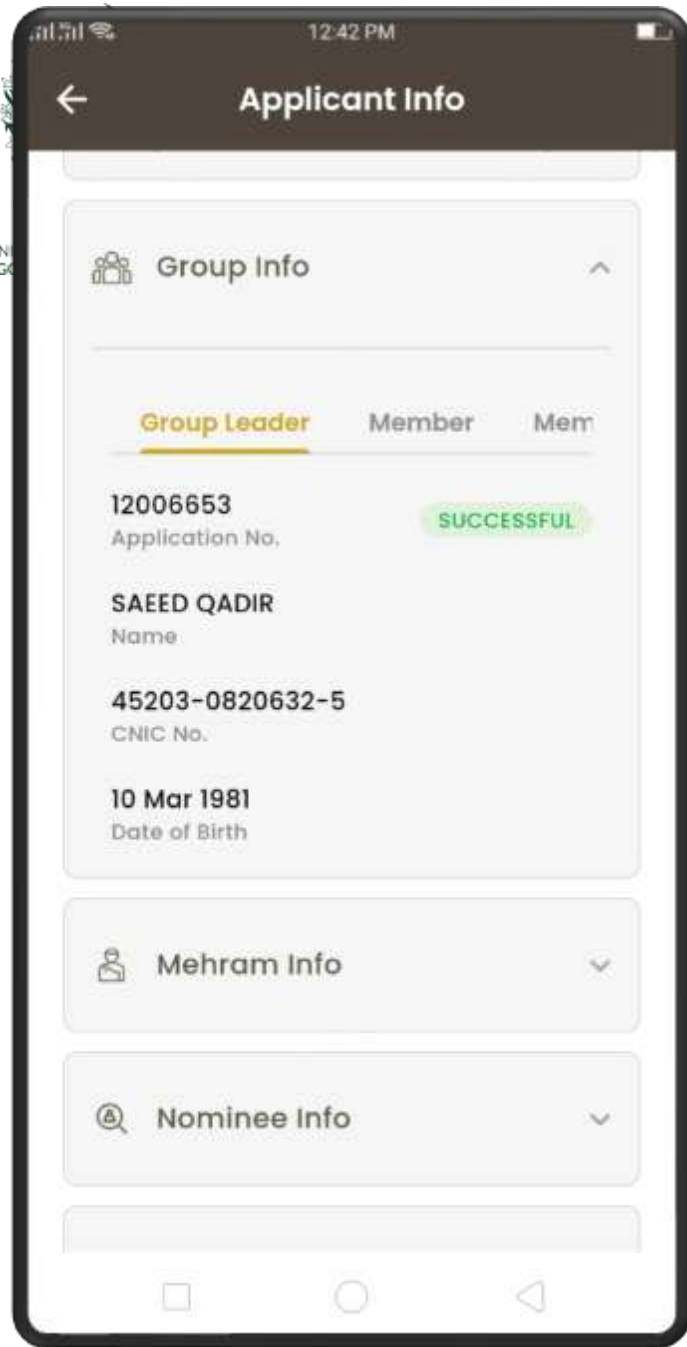 12:42 PM
Applicant Info
Group Info
Group Leader Member Mem
12006653
SUCCESSFUL
Application No.
SAEED QADIR
Name
45203-0820632-5
CNIC No.
10 Mar 1981
Date of Birth
Mehram Info
Nominee Info